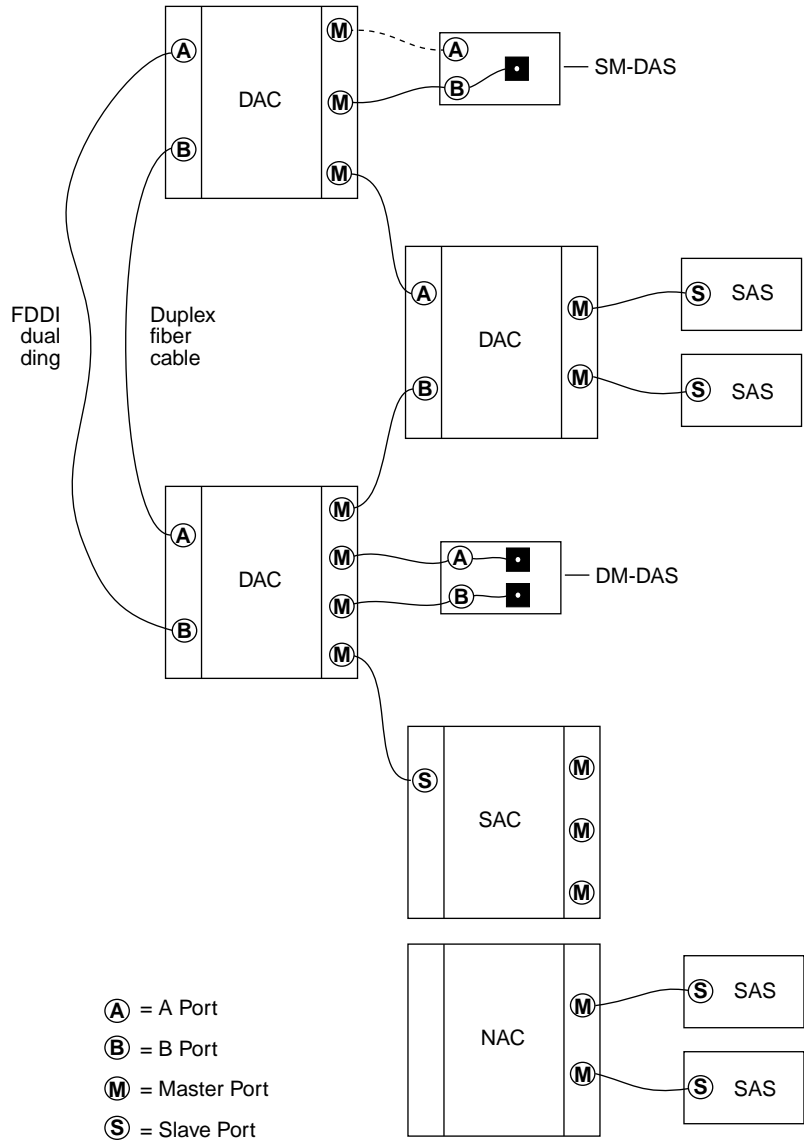 M
A
A
SM-DAS
B
DAC
M
B
M
A
SAS
S
M
FDDI
dual
ding
Duplex
fiber
cable
DAC
M
S
SAS
B
M
A
M
A
DAC
DM-DAS
M
B
B
M
M
S
SAC
M
M
A = A Port
B = B Port
M = Master Port
S = Slave Port
NAC
M
S
SAS
M
S
SAS